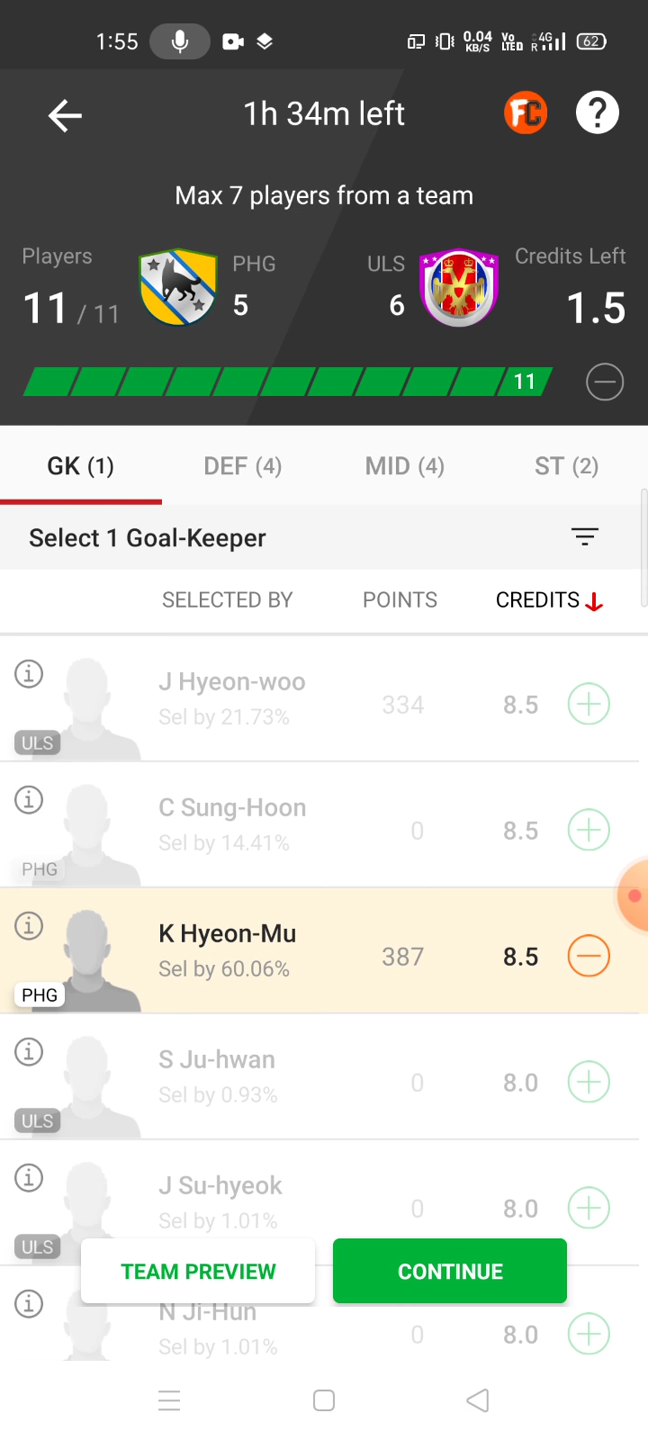 1:55
0.04 KB/S
Vo LTED
4G R
62
1h 34m left
FC
?
Max 7 players from a team
Players
11 / 11
PHG
5
ULS
6
Credits Left
1.5
11
GK (1)
DEF (4)
MID (4)
ST (2)
Select 1 Goal-Keeper
SELECTED BY
POINTS
CREDITS
J Hyeon-woo
Sel by 21.73%
334
8.5
ULS
C Sung-Hoon
Sel by 14.41%
0
8.5
PHG
K Hyeon-Mu
Sel by 60.06%
387
8.5
PHG
S Ju-hwan
Sel by 0.93%
0
8.0
ULS
J Su-hyeok
Sel by 1.01%
0
8.0
ULS
TEAM PREVIEW
CONTINUE
N Ji-Hun
Sel by 1.01%
0
8.0